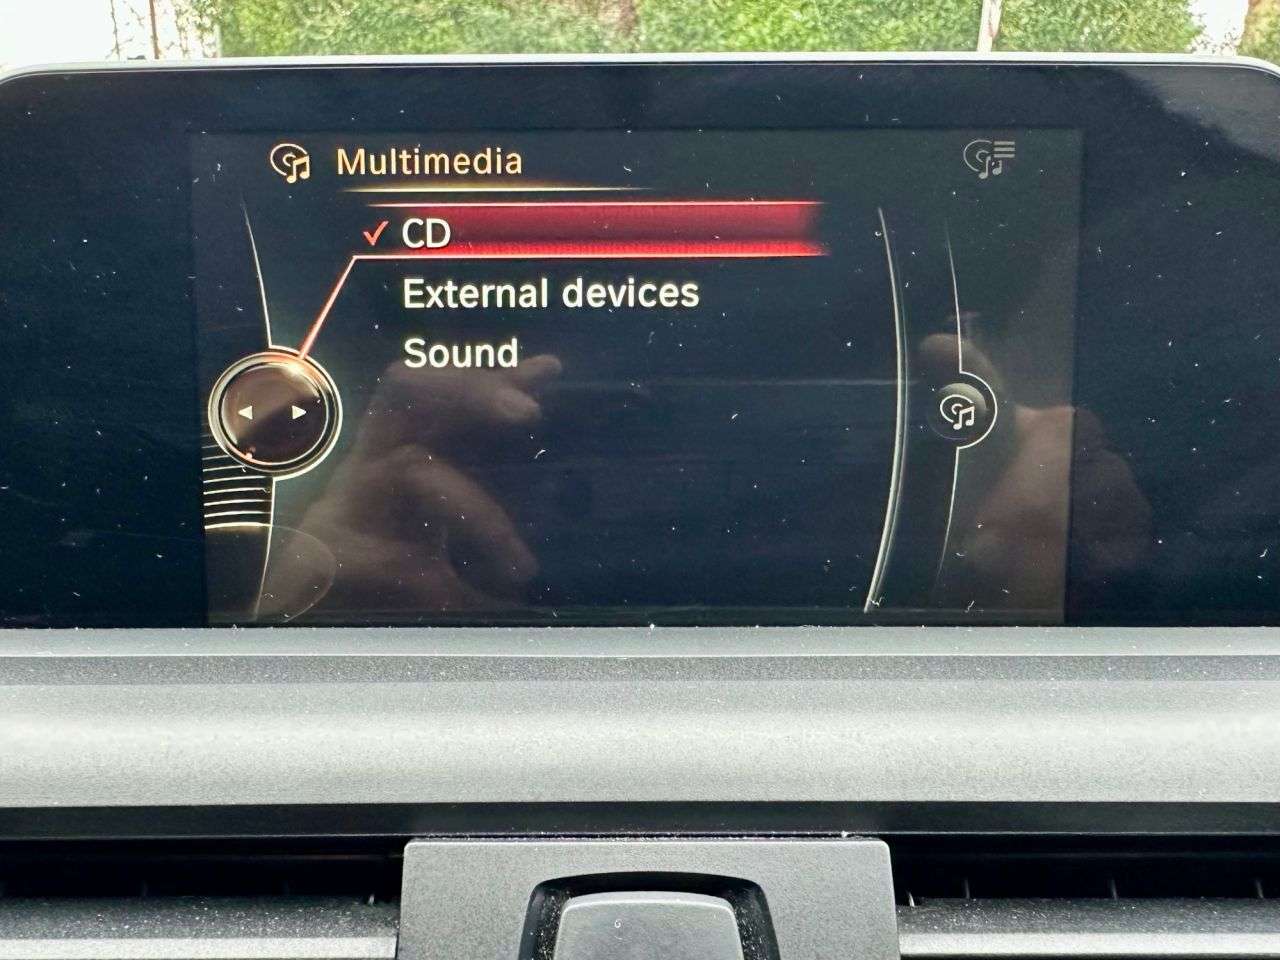 Multimedia
CD
External devices
Sound